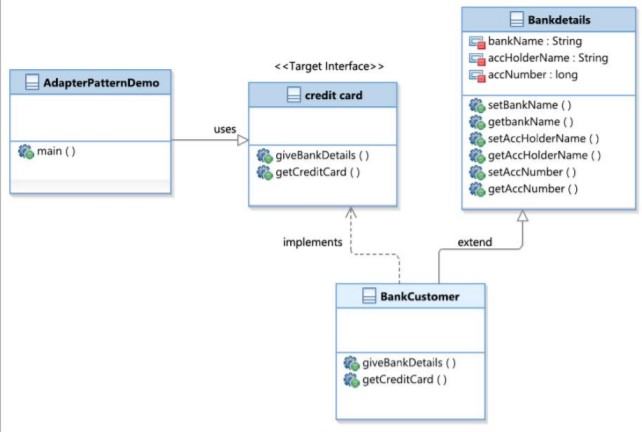 AdapterPatternDemo
main ( )
uses
<<Target Interface>>
credit card
giveBankDetails ( )
getCreditCard ( )
Bankdetails
bankName : String
accHolderName : String
accNumber : long
setBankName ( )
getbankName ( )
setAccHolderName ( )
getAccHolderName ( )
setAccNumber ( )
getAccNumber ( )
implements
extend
BankCustomer
giveBankDetails ( )
getCreditCard ( )